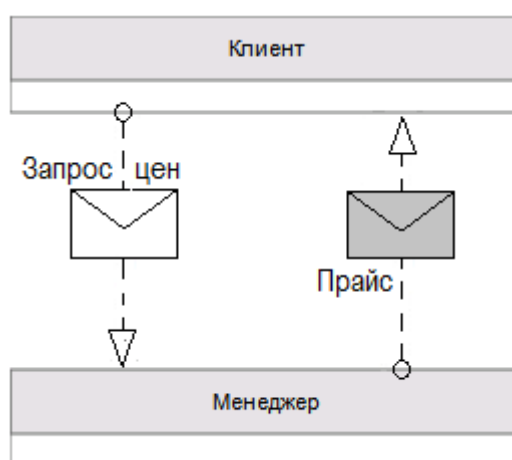 Клиент
Запрос цен
Прайс
Менеджер